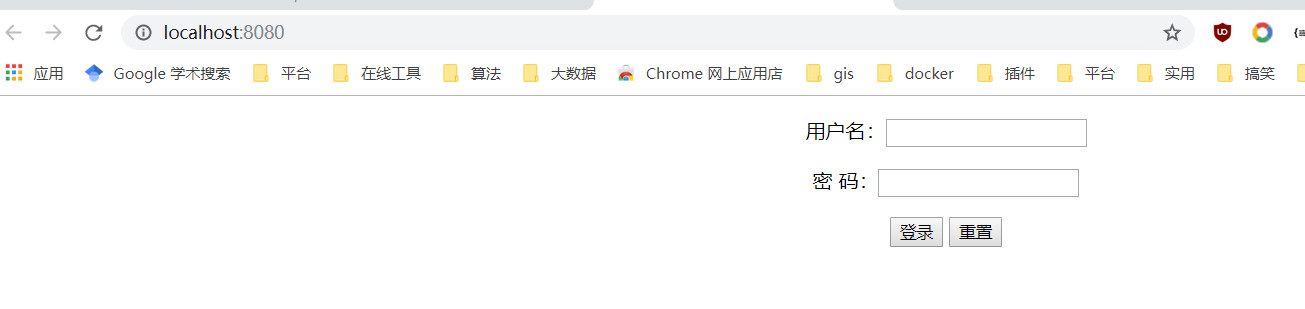 localhost:8080
应用 Google 学术搜索 平台 在线工具 算法 大数据 Chrome 网上应用店 gis docker 插件 平台 实用 搞笑
用户名：
密 码：
登录 重置